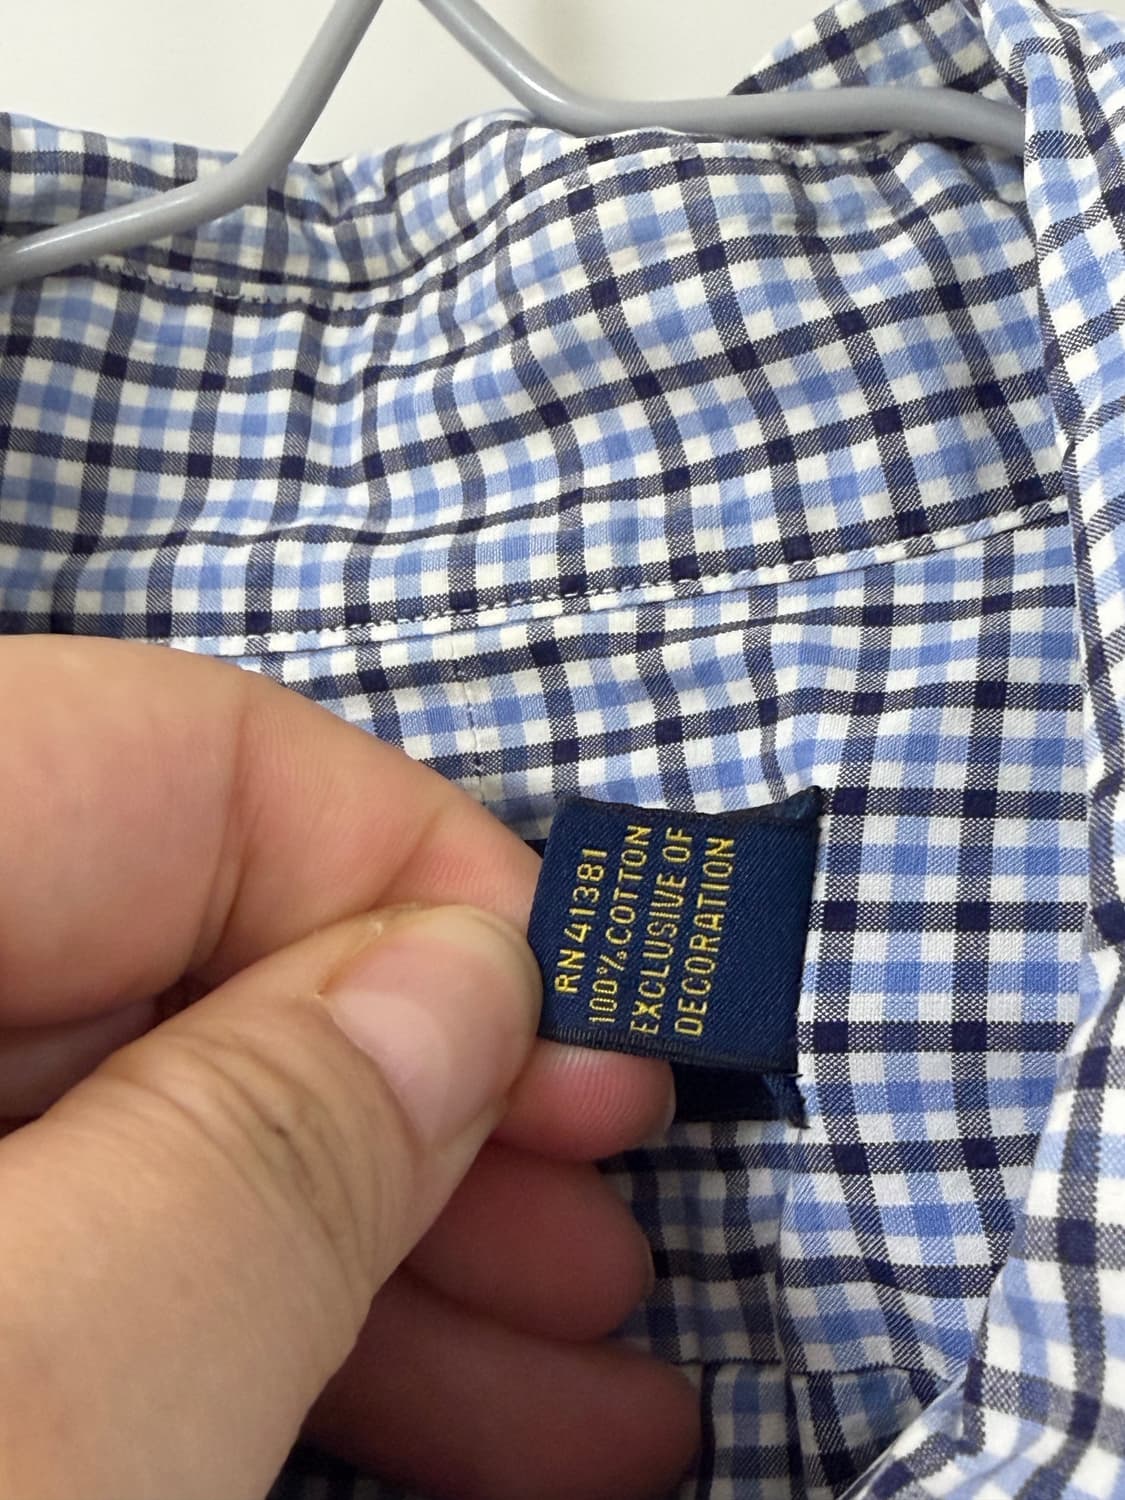 RN 41381
100% COTTON
EXCLUSIVE OF
DECORATION